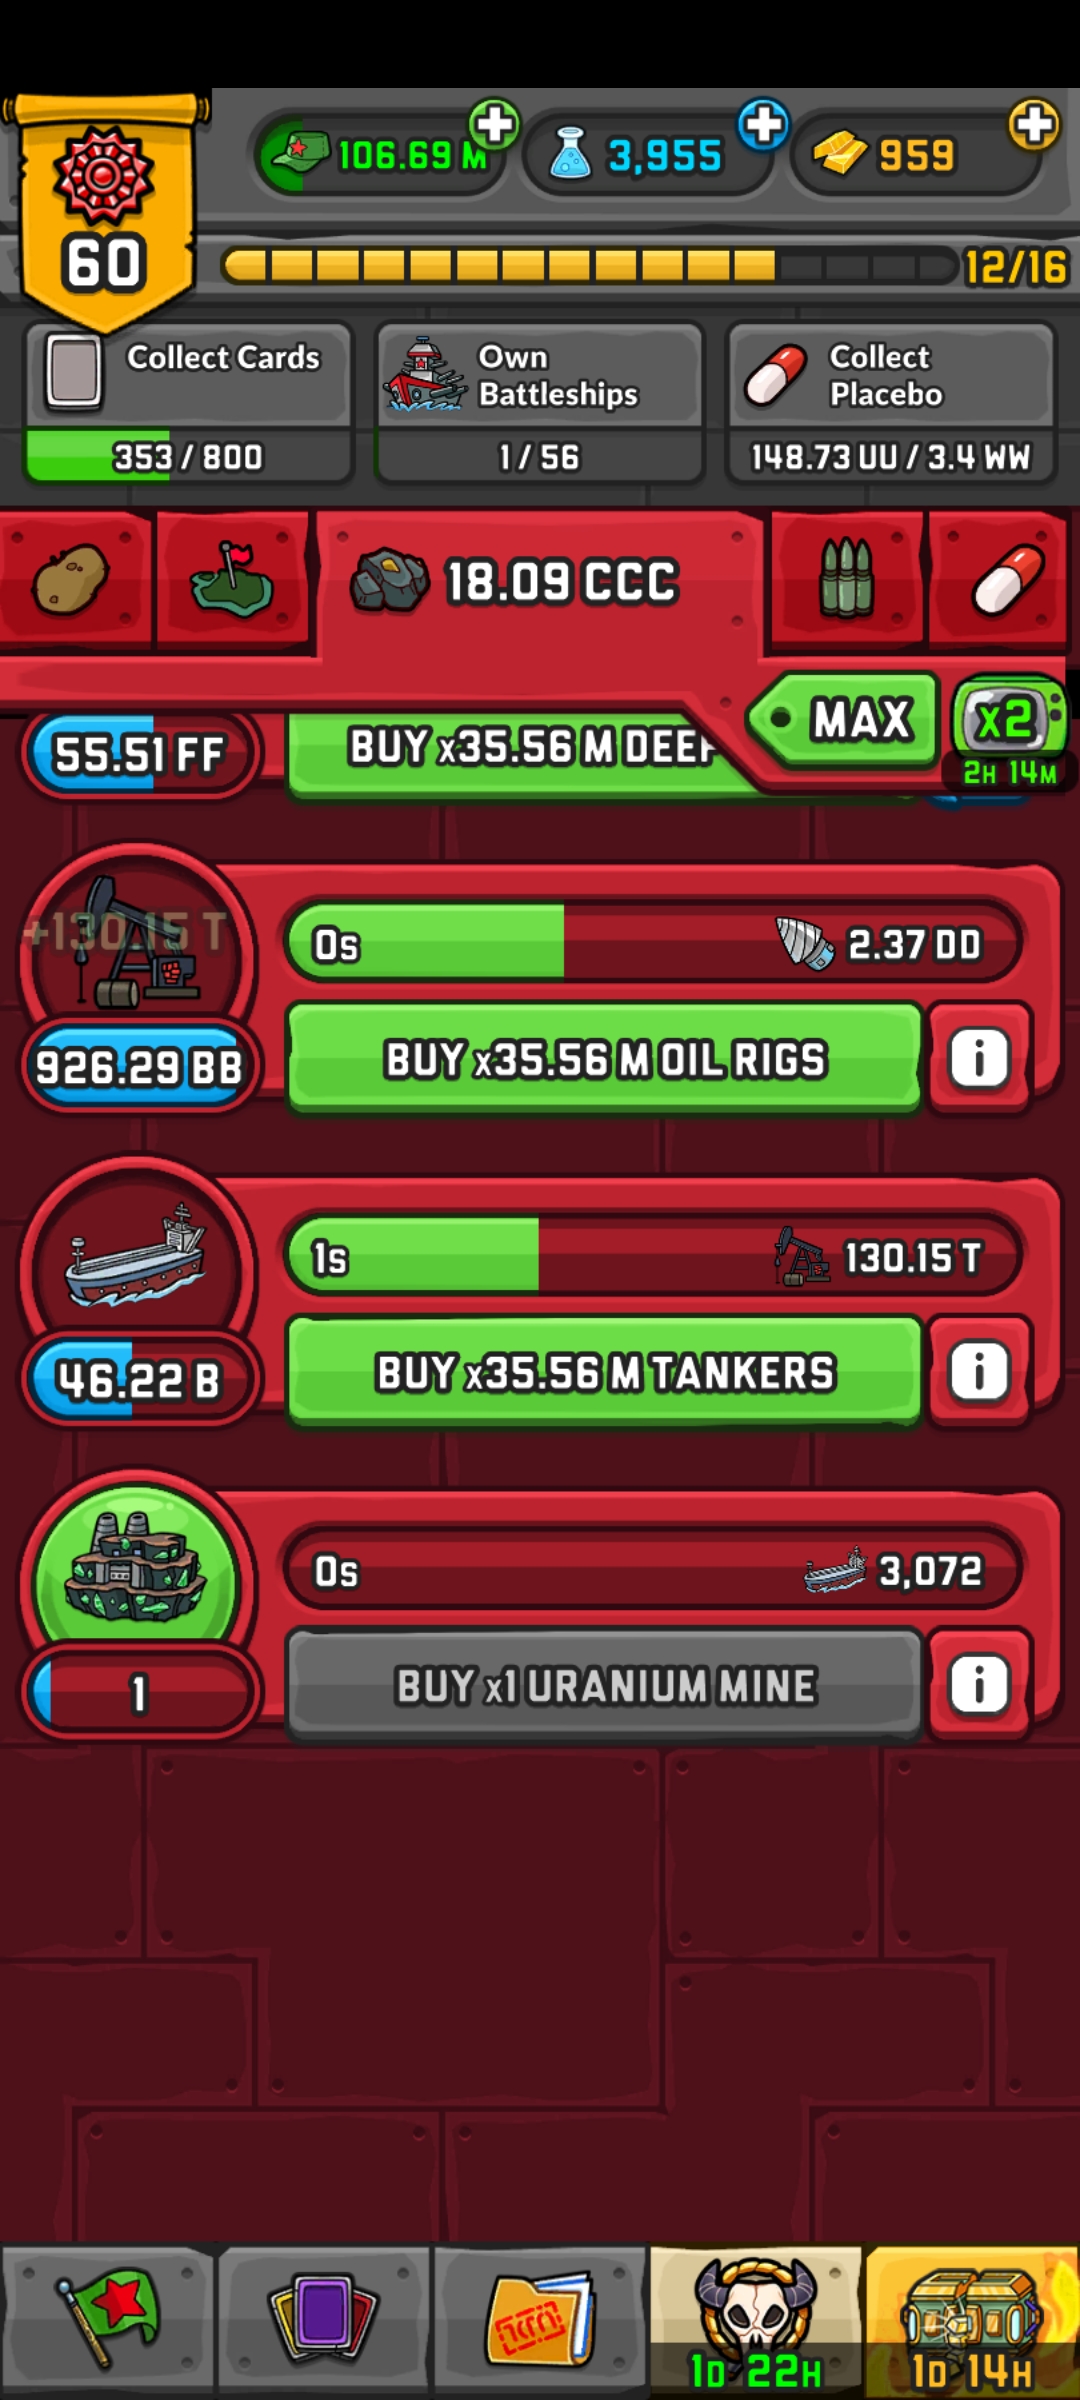 106.69 M
3,955
959
60
12/16
Collect Cards
353 / 800
Own
Battleships
1 / 56
Collect
Placebo
148.73 UU / 3.4 WW
18.09 CCC
MAX
x2
2H 14M
55.51 FF
BUY x35.56 M DEEP
+130.15 T
0s
2.37 DD
926.29 BB
BUY x35.56 M OIL RIGS
i
1s
130.15 T
46.22 B
BUY x35.56 M TANKERS
i
0s
3,072
1
BUY x1 URANIUM MINE
i
1D 22H
1D 14H